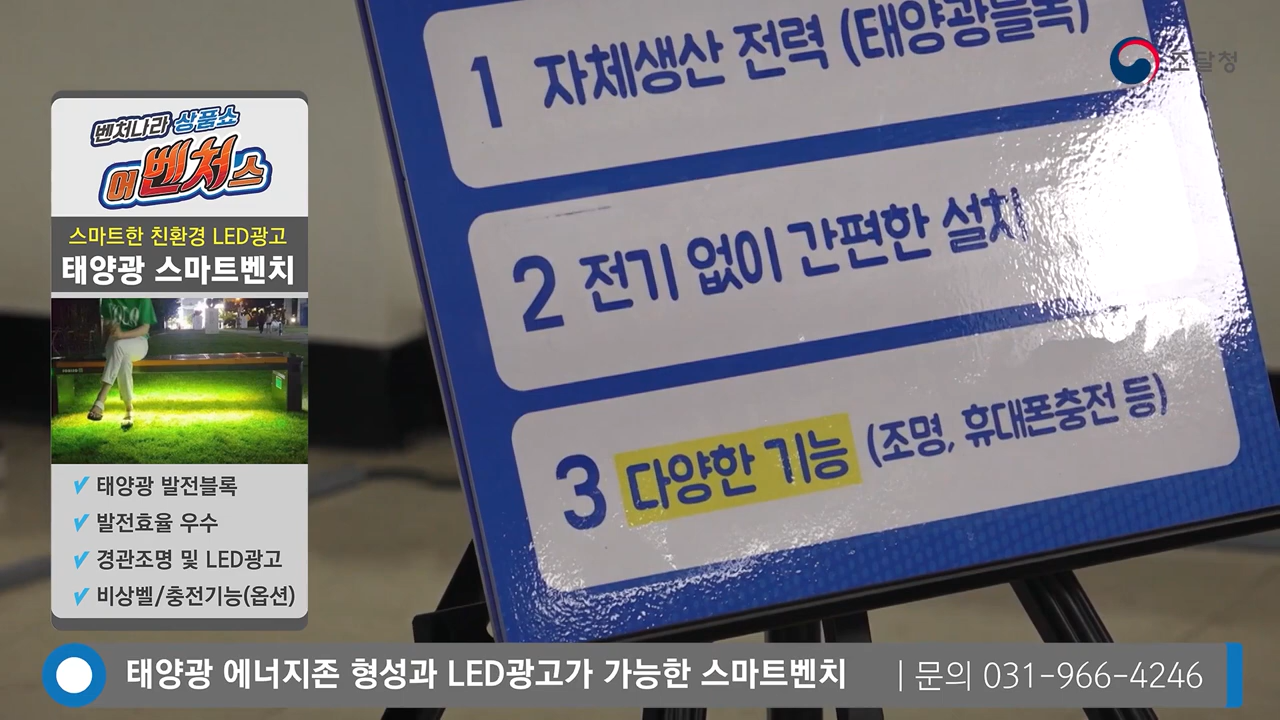 벤처나라 상품쇼
어벤처스
스마트한 친환경 LED광고
태양광 스마트벤치
✓ 태양광 발전블록
✓ 발전효율 우수
✓ 경관조명 및 LED광고
✓ 비상벨/충전기능(옵션)
1 자체생산 전력 (태양광블록)
2 전기 없이 간편한 설치
3 다양한 기능 (조명, 휴대폰충전 등)
조달청
태양광 에너지존 형성과 LED광고가 가능한 스마트벤치 | 문의 031-966-4246